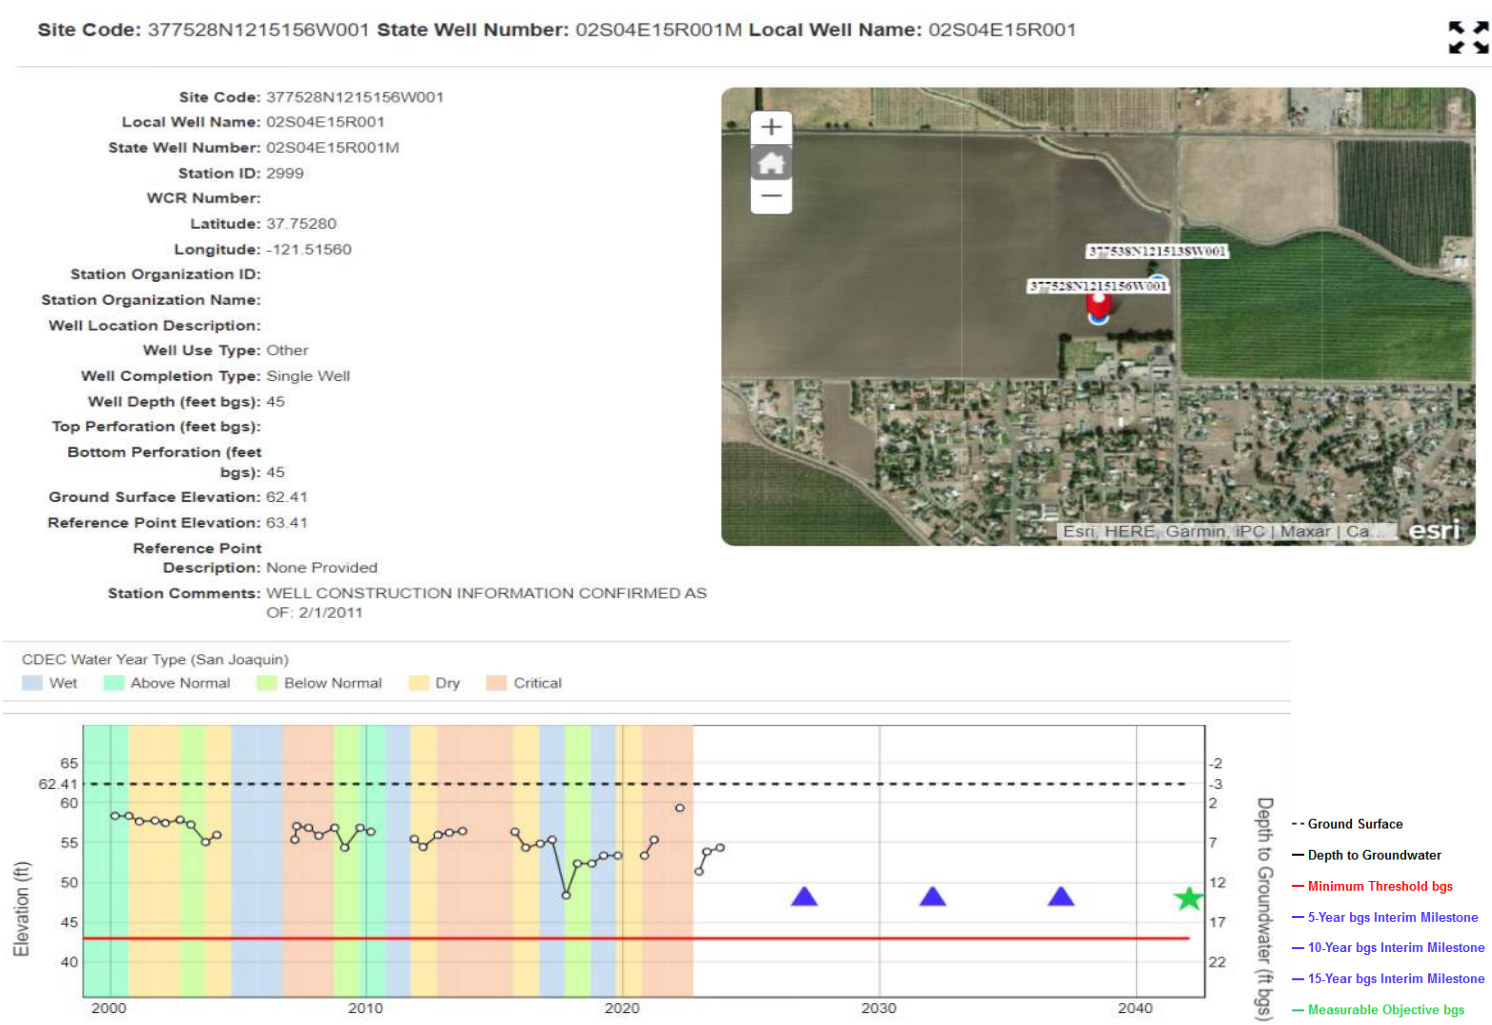 Site Code: 377528N1215156W001 State Well Number: 02S04E15R001M Local Well Name: 02S04E15R001
Site Code: 377528N1215156W001
Local Well Name: 02S04E15R001
State Well Number: 02S04E15R001M
Station ID: 2999
WCR Number:
Latitude: 37.75280
Longitude: -121.51560
Station Organization ID:
Station Organization Name:
Well Location Description:
Well Use Type: Other
Well Completion Type: Single Well
Well Depth (feet bgs): 45
Top Perforation (feet bgs):
Bottom Perforation (feet
bgs): 45
Ground Surface Elevation: 62.41
Reference Point Elevation: 63.41
Reference Point
Description: None Provided
Station Comments: WELL CONSTRUCTION INFORMATION CONFIRMED AS
OF: 2/1/2011
+
−
377538N1215138W001
377528N1215156W001
Esri, HERE, Garmin, iPC | Maxar | Ca...
esri
CDEC Water Year Type (San Joaquin)
Wet Above Normal Below Normal Dry Critical
Elevation (ft)
65
62.41
60
55
50
45
40
2000 2010 2020 2030 2040
-2
-3
2
7
12
17
22
Depth to Groundwater (ft bgs)
Ground Surface
Depth to Groundwater
Minimum Threshold bgs
5-Year bgs Interim Milestone
10-Year bgs Interim Milestone
15-Year bgs Interim Milestone
Measurable Objective bgs